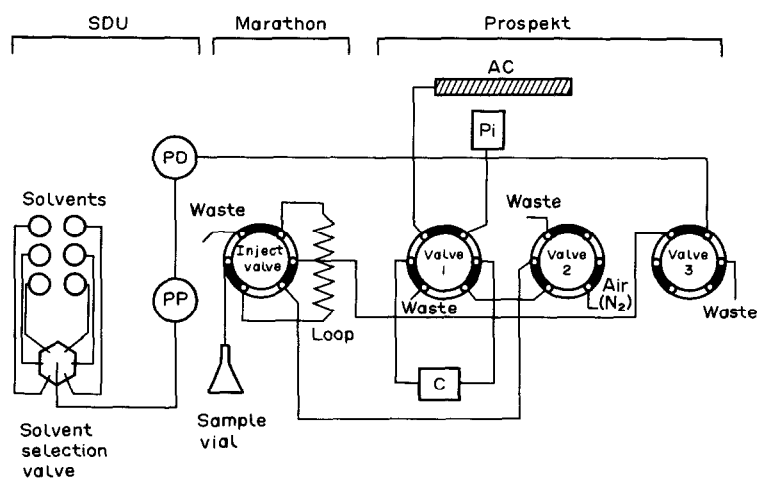 SDU
Marathon
Prospekt
AC
Pi
PD
Solvents
Waste
Inject
valve
Waste
Valve
1
Valve
2
Valve
3
Waste
Air
(N₂)
Waste
PP
Loop
C
Sample
vial
Solvent
selection
valve